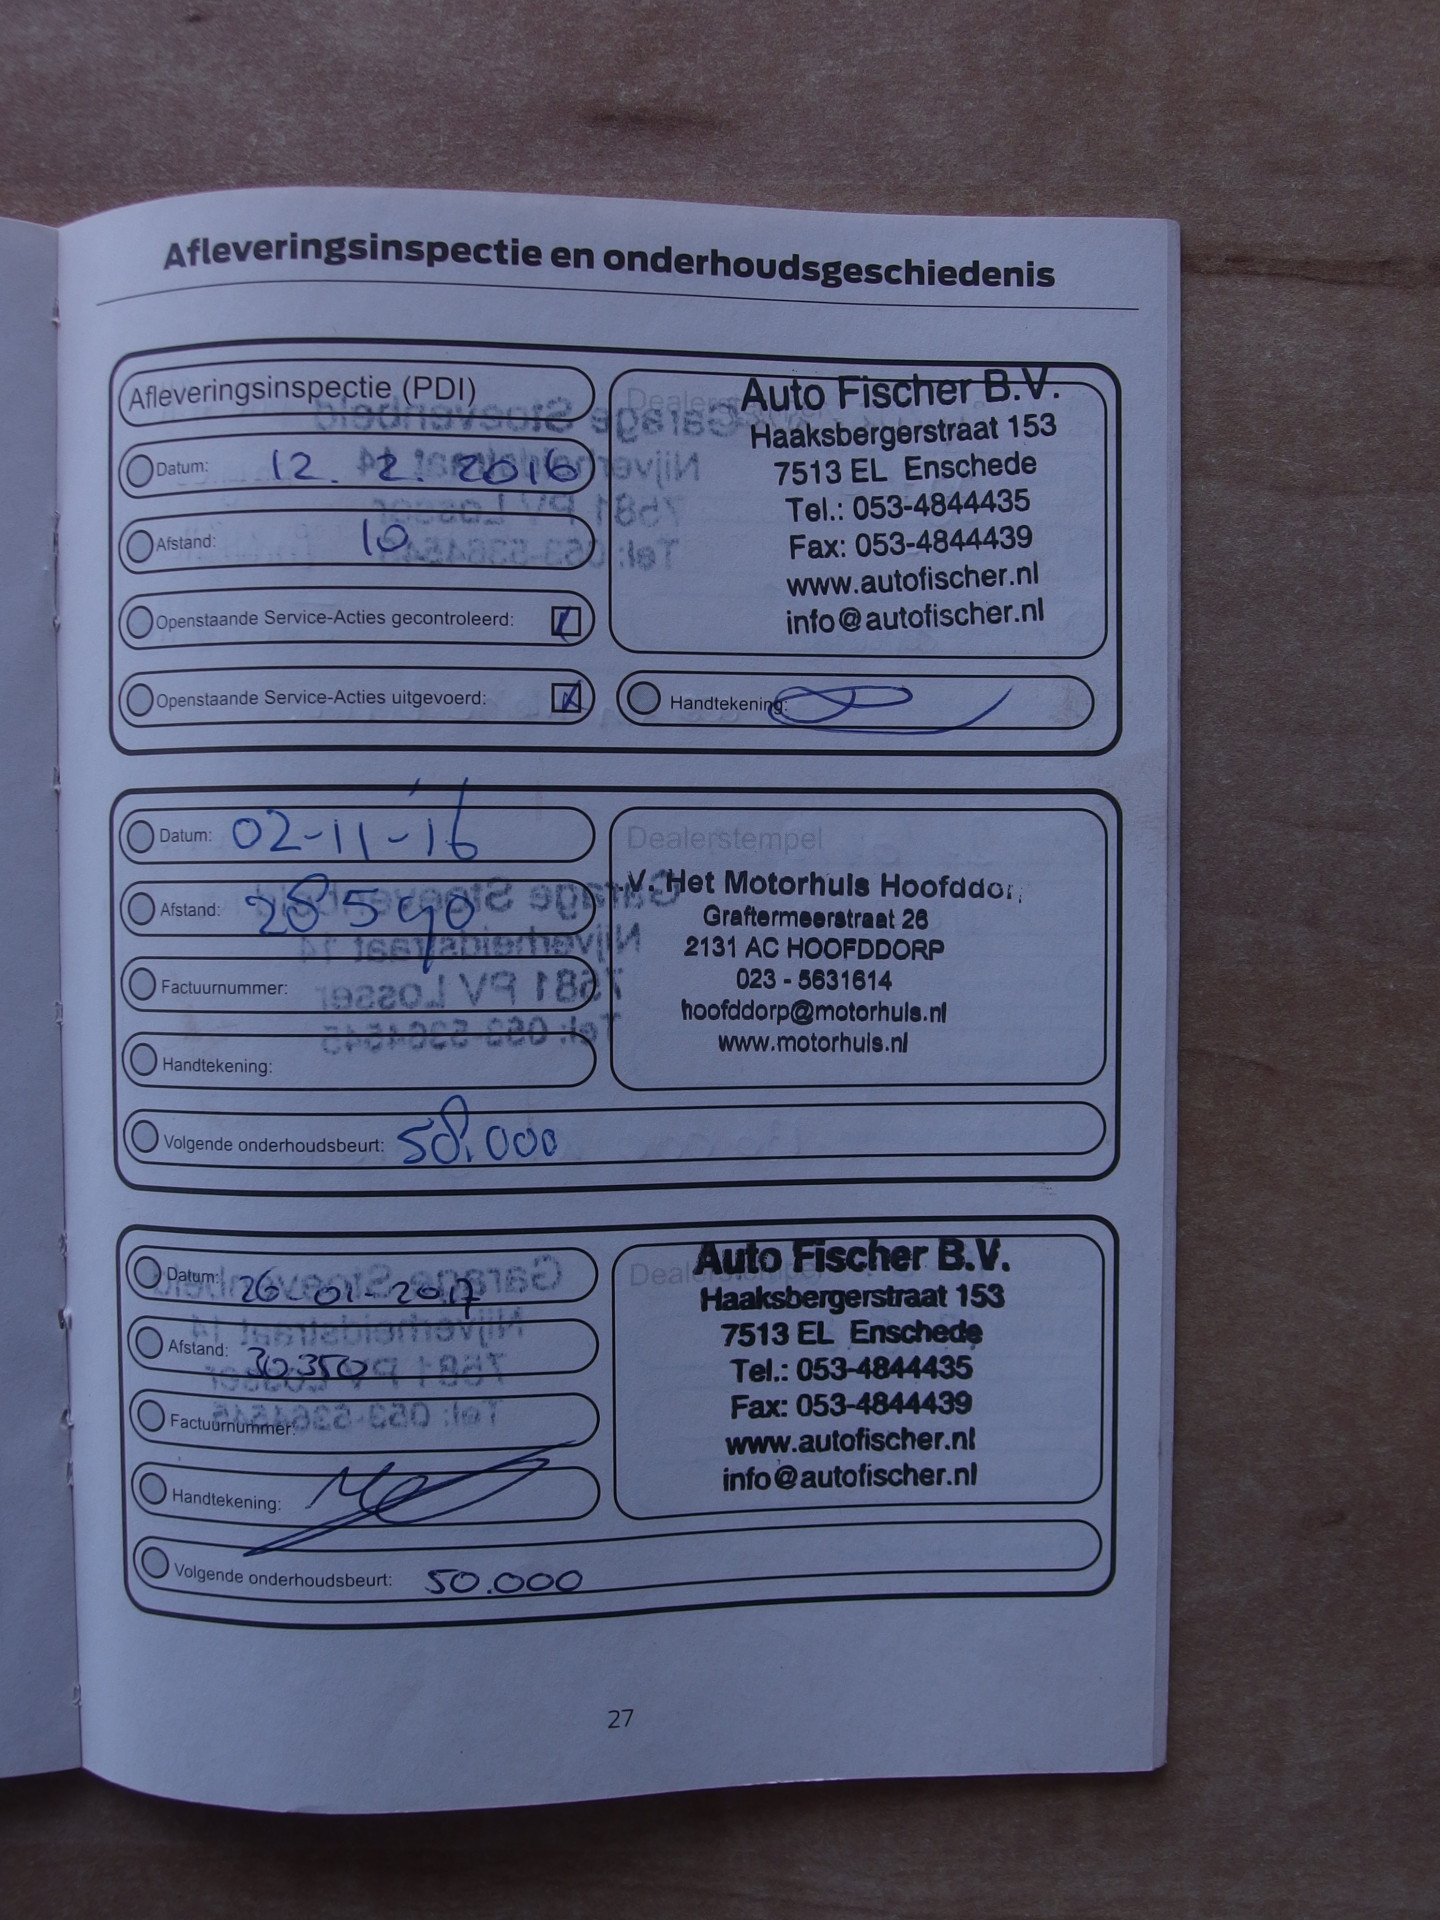 Afleveringsinspectie en onderhoudsgeschiedenis
Afleveringsinspectie (PDI)
Datum: 12. 2. 2016
Afstand: 10
Openstaande Service-Acties gecontroleerd:
Openstaande Service-Acties uitgevoerd:
Auto Fischer B.V.
Haaksbergerstraat 153
7513 EL Enschede
Tel.: 053-4844435
Fax: 053-4844439
www.autofischer.nl
info@autofischer.nl
Handtekening:
Datum: 02-11-'16
Afstand: 28590
Factuurnummer:
Handtekening:
Volgende onderhoudsbeurt: 58.000
Dealerstempel
.V. Het Motorhuis Hoofddor
Graftermeerstraat 26
2131 AC HOOFDDORP
023 - 5631614
hoofddorp@motorhuis.nl
www.motorhuis.nl
Datum: 26-01-2017
Afstand: 30350
Factuurnummer:
Handtekening:
Volgende onderhoudsbeurt: 50.000
Dealerstempel
Auto Fischer B.V.
Haaksbergerstraat 153
7513 EL Enschede
Tel.: 053-4844435
Fax: 053-4844439
www.autofischer.nl
info@autofischer.nl
27